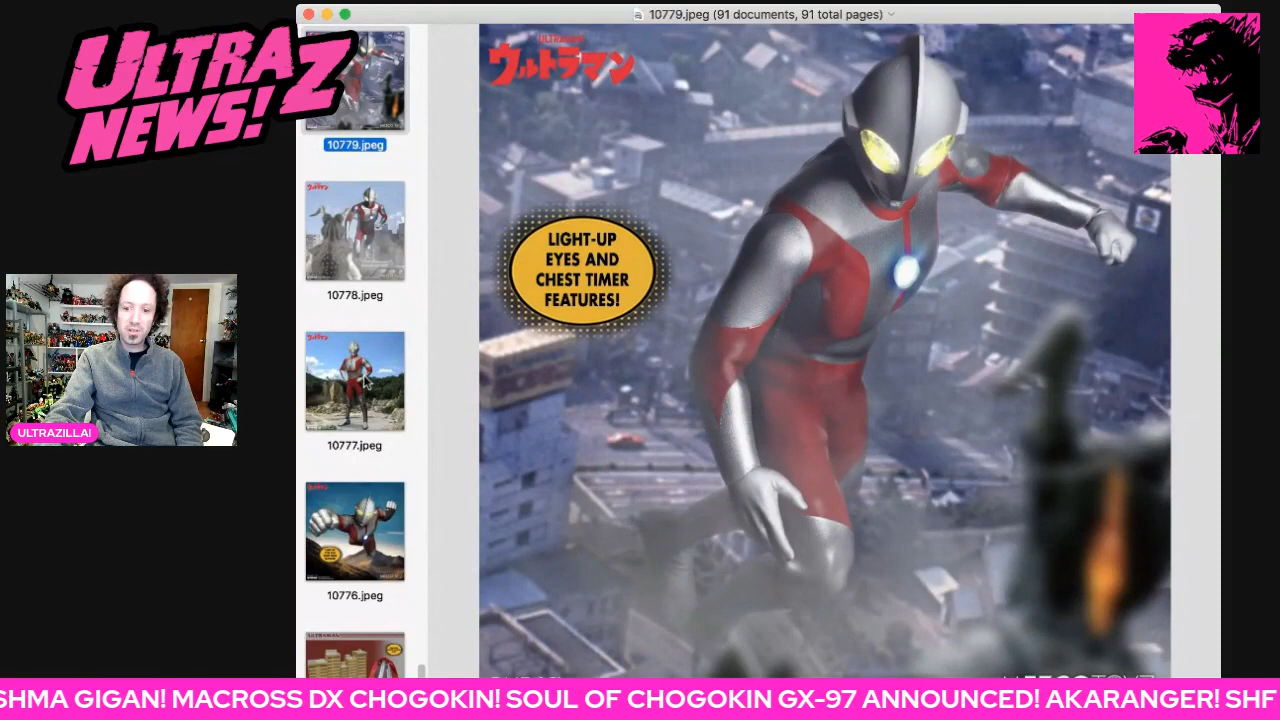 ULTRA Z
NEWS!
10779.jpeg (91 documents, 91 total pages)
ウルトラマン
LIGHT-UP
EYES AND
CHEST TIMER
FEATURES!
10779.jpeg
10778.jpeg
10777.jpeg
10776.jpeg
ULTRAZILLA!
SHMA GIGAN! MACROSS DX CHOGOKIN! SOUL OF CHOGOKIN GX-97 ANNOUNCED! AKARANGER! SHF